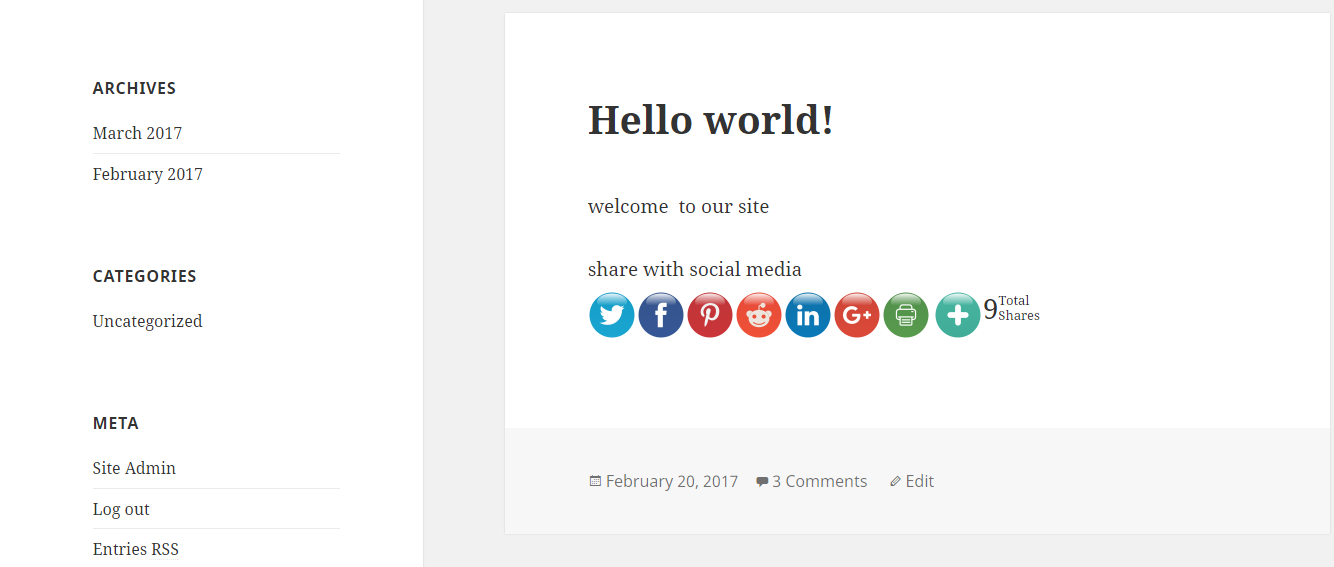 ARCHIVES
March 2017
February 2017
CATEGORIES
Uncategorized
META
Site Admin
Log out
Entries RSS
Hello world!
welcome  to our site
share with social media
f in G+ 9 Total
Shares
February 20, 2017 3 Comments Edit